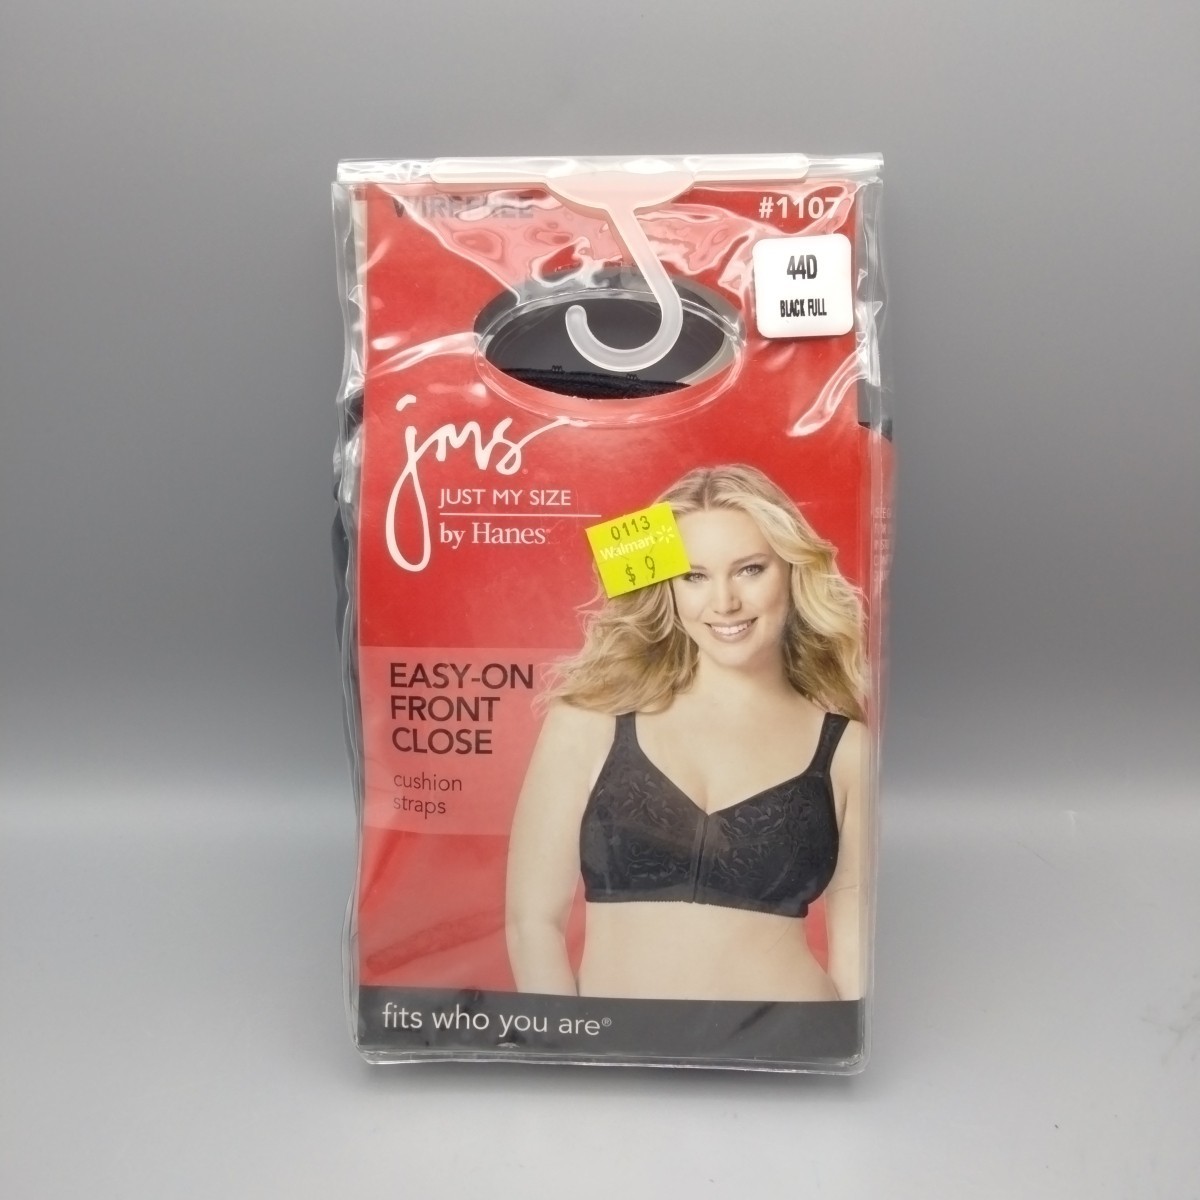 WIREFREE
#1107
44D
BLACK FULL
jms
JUST MY SIZE
by Hanes
0113
Walmart
$9
EASY-ON
FRONT
CLOSE
cushion
straps
fits who you are®